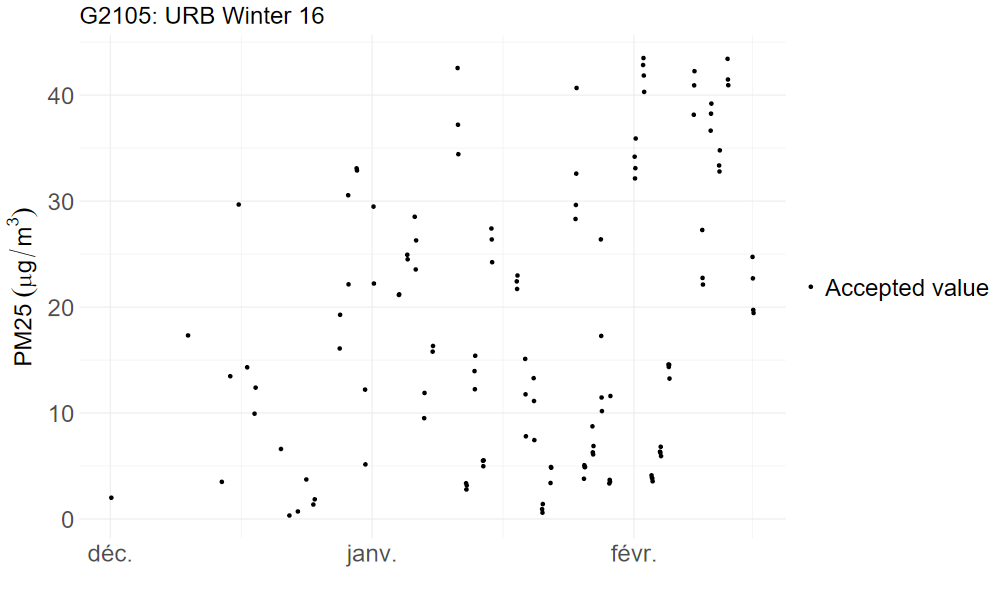 G2105: URB Winter 16
PM25 (μg/m³)
40
30
20
10
0
déc.
janv.
févr.
Accepted value